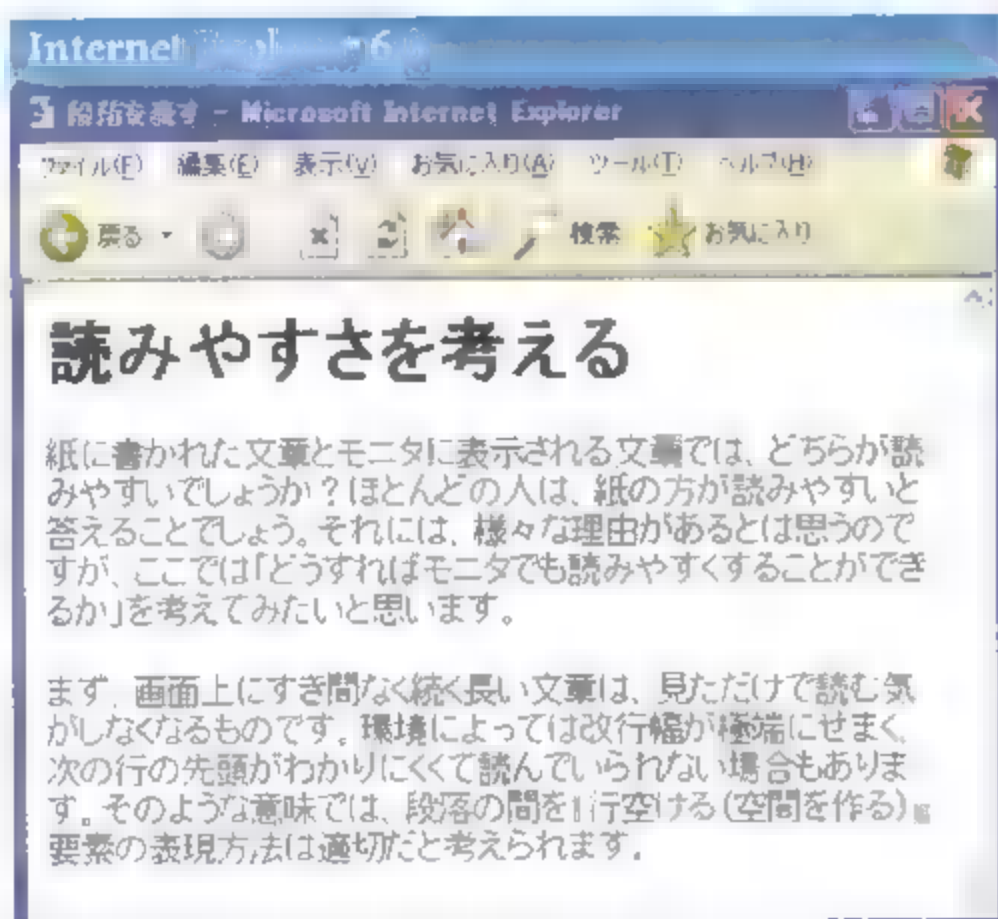 Internet 6
段落を表す - Microsoft Internet Explorer
ファイル(F) 編集(E) 表示(V) お気に入り(A) ツール(T) ヘルプ(H)
戻る 検索 お気に入り
読みやすさを考える
紙に書かれた文章とモニタに表示される文章では、どちらが読
みやすいでしょうか？ほとんどの人は、紙の方が読みやすいと
答えることでしょう。それには、様々な理由があるとは思うので
すが、ここでは「どうすればモニタでも読みやすくすることができ
るか」を考えてみたいと思います。
まず、画面上にすき間なく続く長い文章は、見ただけで読む気
がしなくなるものです。環境によっては改行幅が極端にせまく、
次の行の先頭がわかりにくくて読んでいられない場合もありま
す。そのような意味では、段落の間を1行空ける(空間を作る)
要素の表現方法は適切だと考えられます。